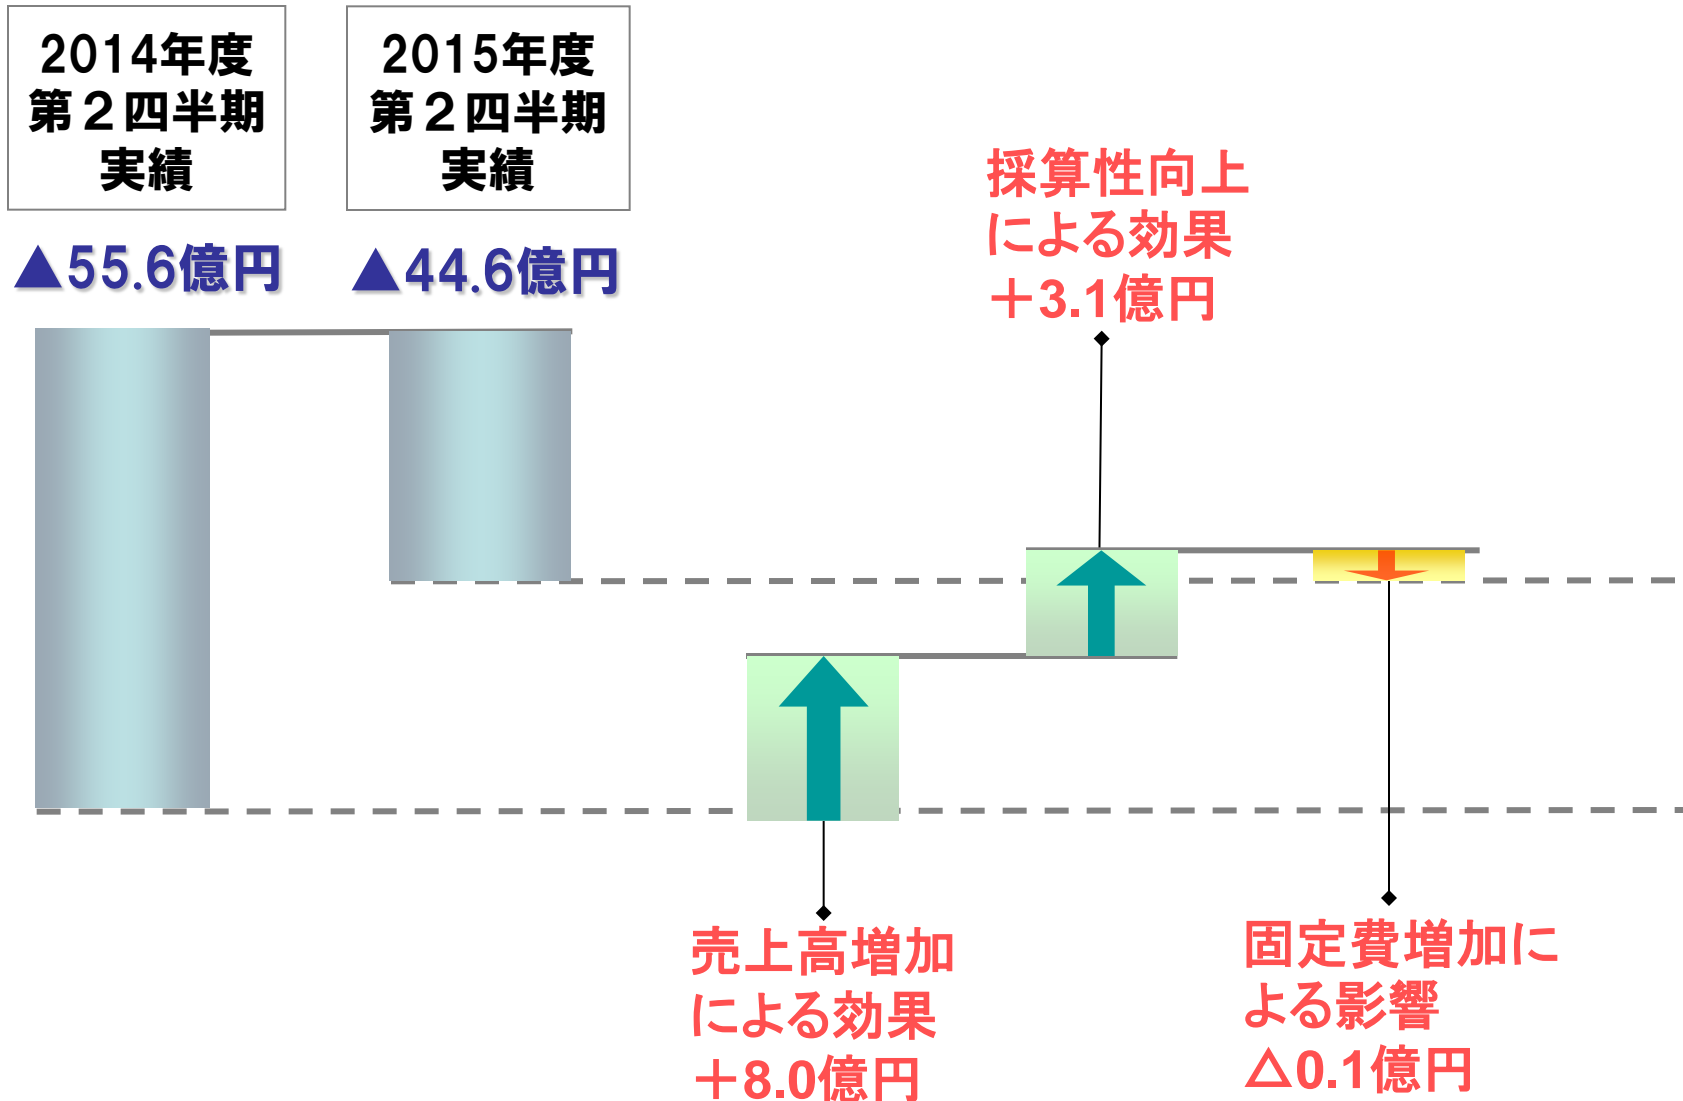 2014年度
第２四半期
実績
2015年度
第２四半期
実績
▲55.6億円
▲44.6億円
採算性向上
による効果
＋3.1億円
売上高増加
による効果
＋8.0億円
固定費増加に
よる影響
△0.1億円